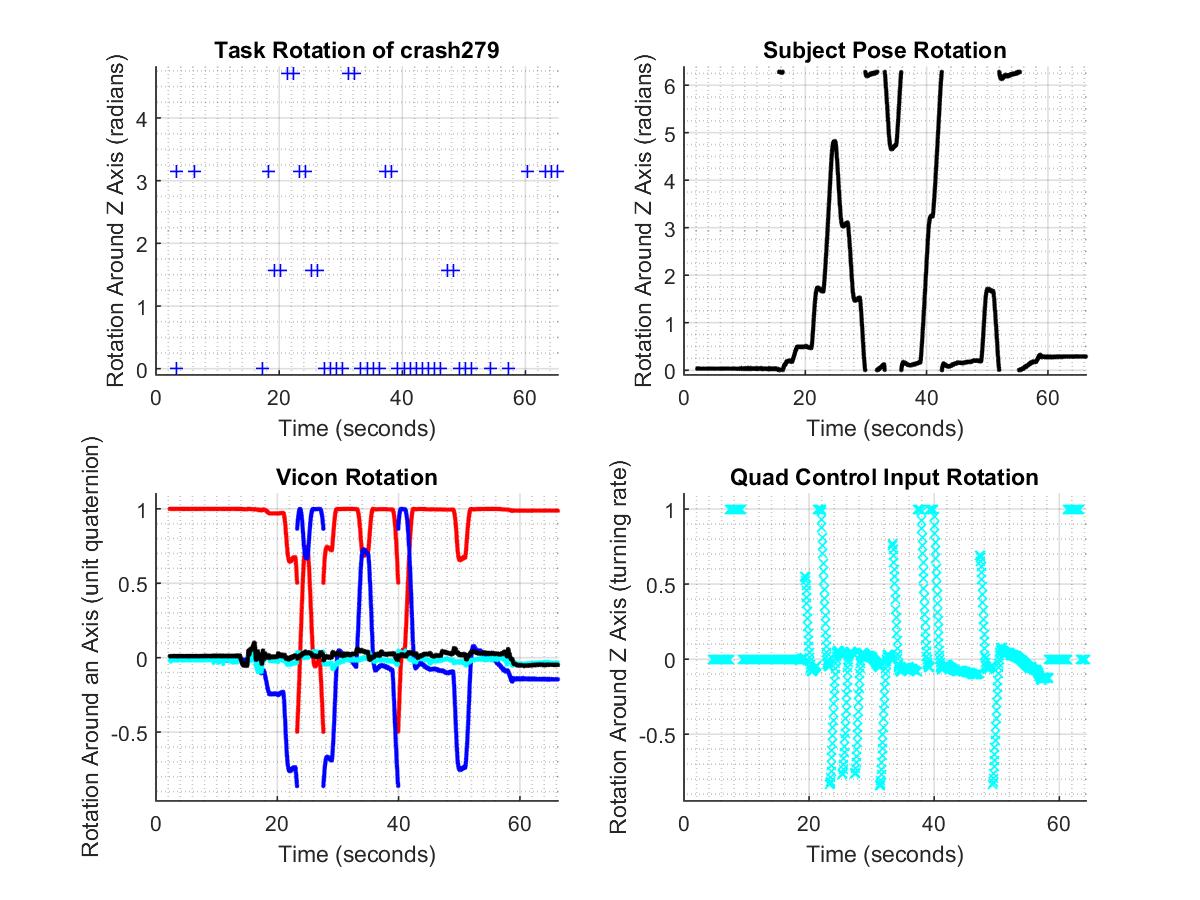 Task Rotation of crash279
Rotation Around Z Axis (radians)
4
3
2
1
0
0 20 40 60
Time (seconds)
Subject Pose Rotation
Rotation Around Z Axis (radians)
6
5
4
3
2
1
0
0 20 40 60
Time (seconds)
Vicon Rotation
Rotation Around an Axis (unit quaternion)
1
0.5
0
-0.5
0 20 40 60
Time (seconds)
Quad Control Input Rotation
Rotation Around Z Axis (turning rate)
1
0.5
0
-0.5
0 20 40 60
Time (seconds)